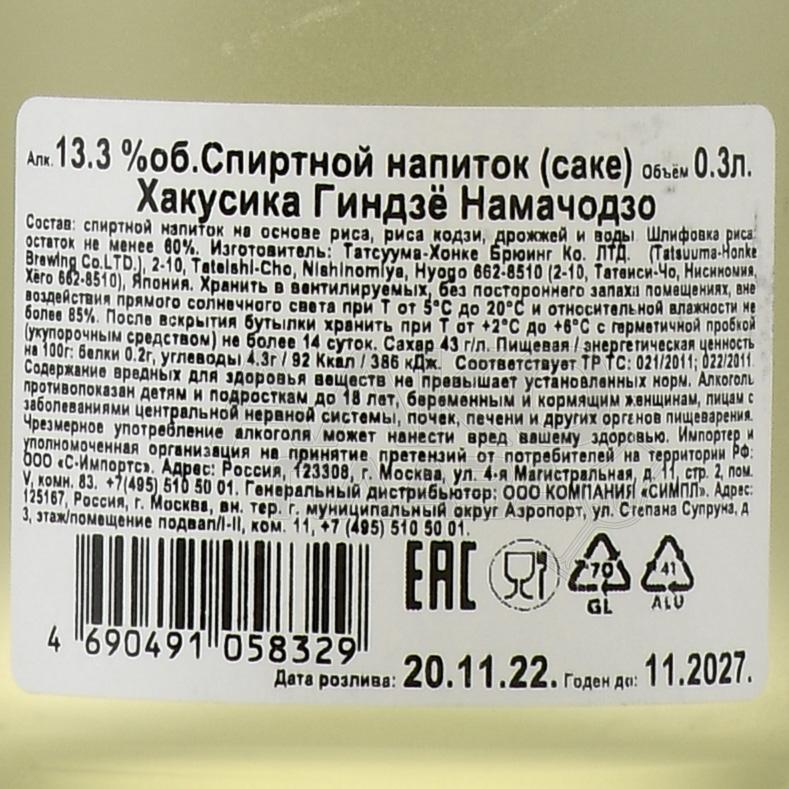 Алк. 13.3 %об.Спиртной напиток (саке) Объём 0.3л.
Хакусика Гиндзё Намачодзо
Состав: спиртной напиток на основе риса, риса кодзи, дрожжей и воды. Шлифовка риса:
остаток не менее 60%. Изготовитель: Татсуума-Хонке Брюинг Ко. ЛТД. (Tatsuuma-Honke
Brewing Co.LTD.), 2-10, Tateishi-Cho, Nishinomiya, Hyogo 662-8510 (2-10, Татеиси-Чо, Нисиномия,
Хёго 662-8510), Япония. Хранить в вентилируемых, без постороннего запаха помещениях, вне
воздействия прямого солнечного света при T от 5°C до 20°C и относительной влажности не
более 85%. После вскрытия бутылки хранить при T от +2°C до +6°C с герметичной пробкой
(укупорочным средством) не более 14 суток. Сахар 43 г/л. Пищевая / энергетическая ценность
на 100г: белки 0.2г, углеводы 4.3г / 92 Ккал / 386 кДж. Соответствует ТР ТС: 021/2011; 022/2011
Содержание вредных для здоровья веществ не превышает установленных норм. Алкоголь
противопоказан детям и подросткам до 18 лет, беременным и кормящим женщинам, лицам с
заболеваниями центральной нервной системы, почек, печени и других органов пищеварения.
Чрезмерное употребление алкоголя может нанести вред вашему здоровью. Импортер и
уполномоченная организация на принятие претензий от потребителей на территории РФ:
ООО «С-Импортс». Адрес: Россия, 123308, г. Москва, ул. 4-я Магистральная, д. 11, стр. 2, пом.
V, комн. 83. +7(495) 510 50 01. Генеральный дистрибьютор: ООО КОМПАНИЯ «СИМПЛ». Адрес:
125167, Россия, г. Москва, вн. тер. г. муниципальный округ Аэропорт, ул. Степана Супруна, д
3, этаж/помещение подвал/I-II, ком. 11, +7 (495) 510 50 01.
EAC
70
GL
41
ALU
4 690491 058329
Дата розлива: 20.11.22. Годен до: 11.2027.